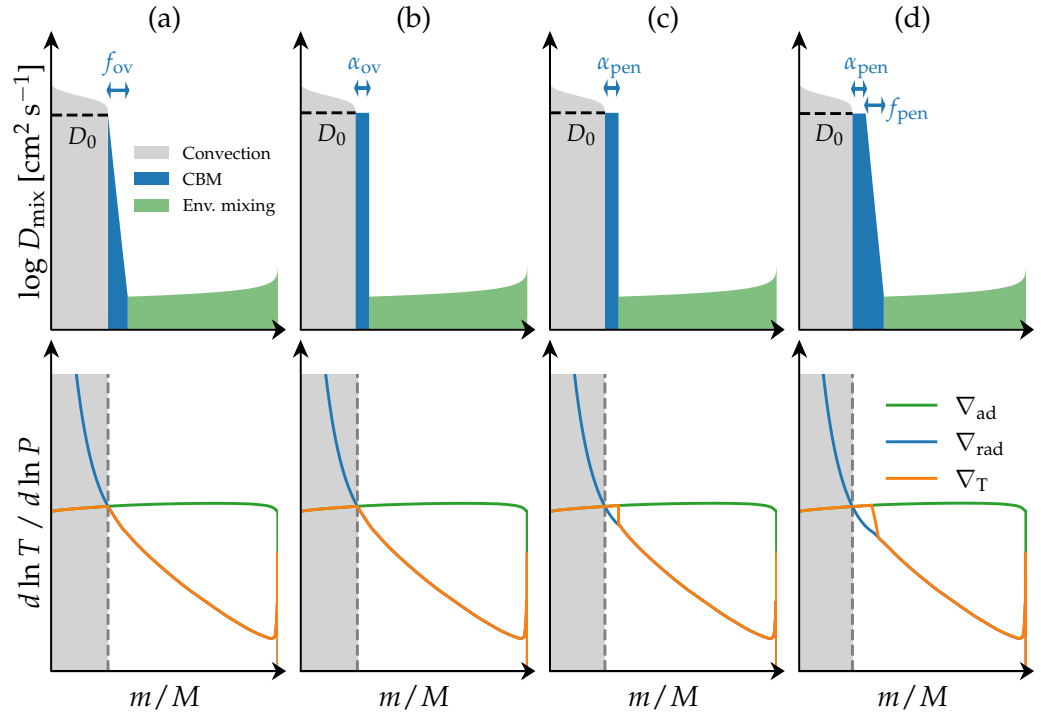 (a) (b) (c) (d)
f_ov α_ov α_pen α_pen
f_pen
D_0 D_0 D_0 D_0
Convection
CBM
Env. mixing
log D_mix [cm² s⁻¹]
∇_ad
∇_rad
∇_T
d ln T / d ln P
m/M m/M m/M m/M